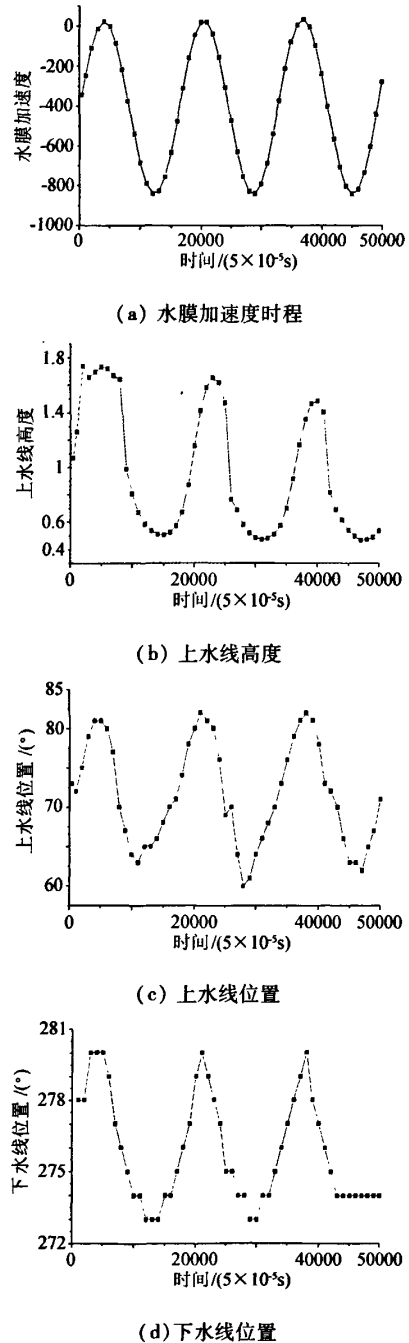 0
-200
-400
-600
-800
-1000
水膜加速度
0 20000 40000 50000
时间/(5×10⁻⁵s)
(a) 水膜加速度时程
1.8
1.4
1
0.6
0.4
上水线高度
0 20000 40000 50000
时间/(5×10⁻⁵s)
(b) 上水线高度
85
80
70
60
上水线位置/(°)
0 20000 40000 50000
时间/(5×10⁻⁵s)
(c) 上水线位置
281
278
275
272
下水线位置/(°)
0 20000 40000 50000
时间/(5×10⁻⁵s)
(d)下水线位置